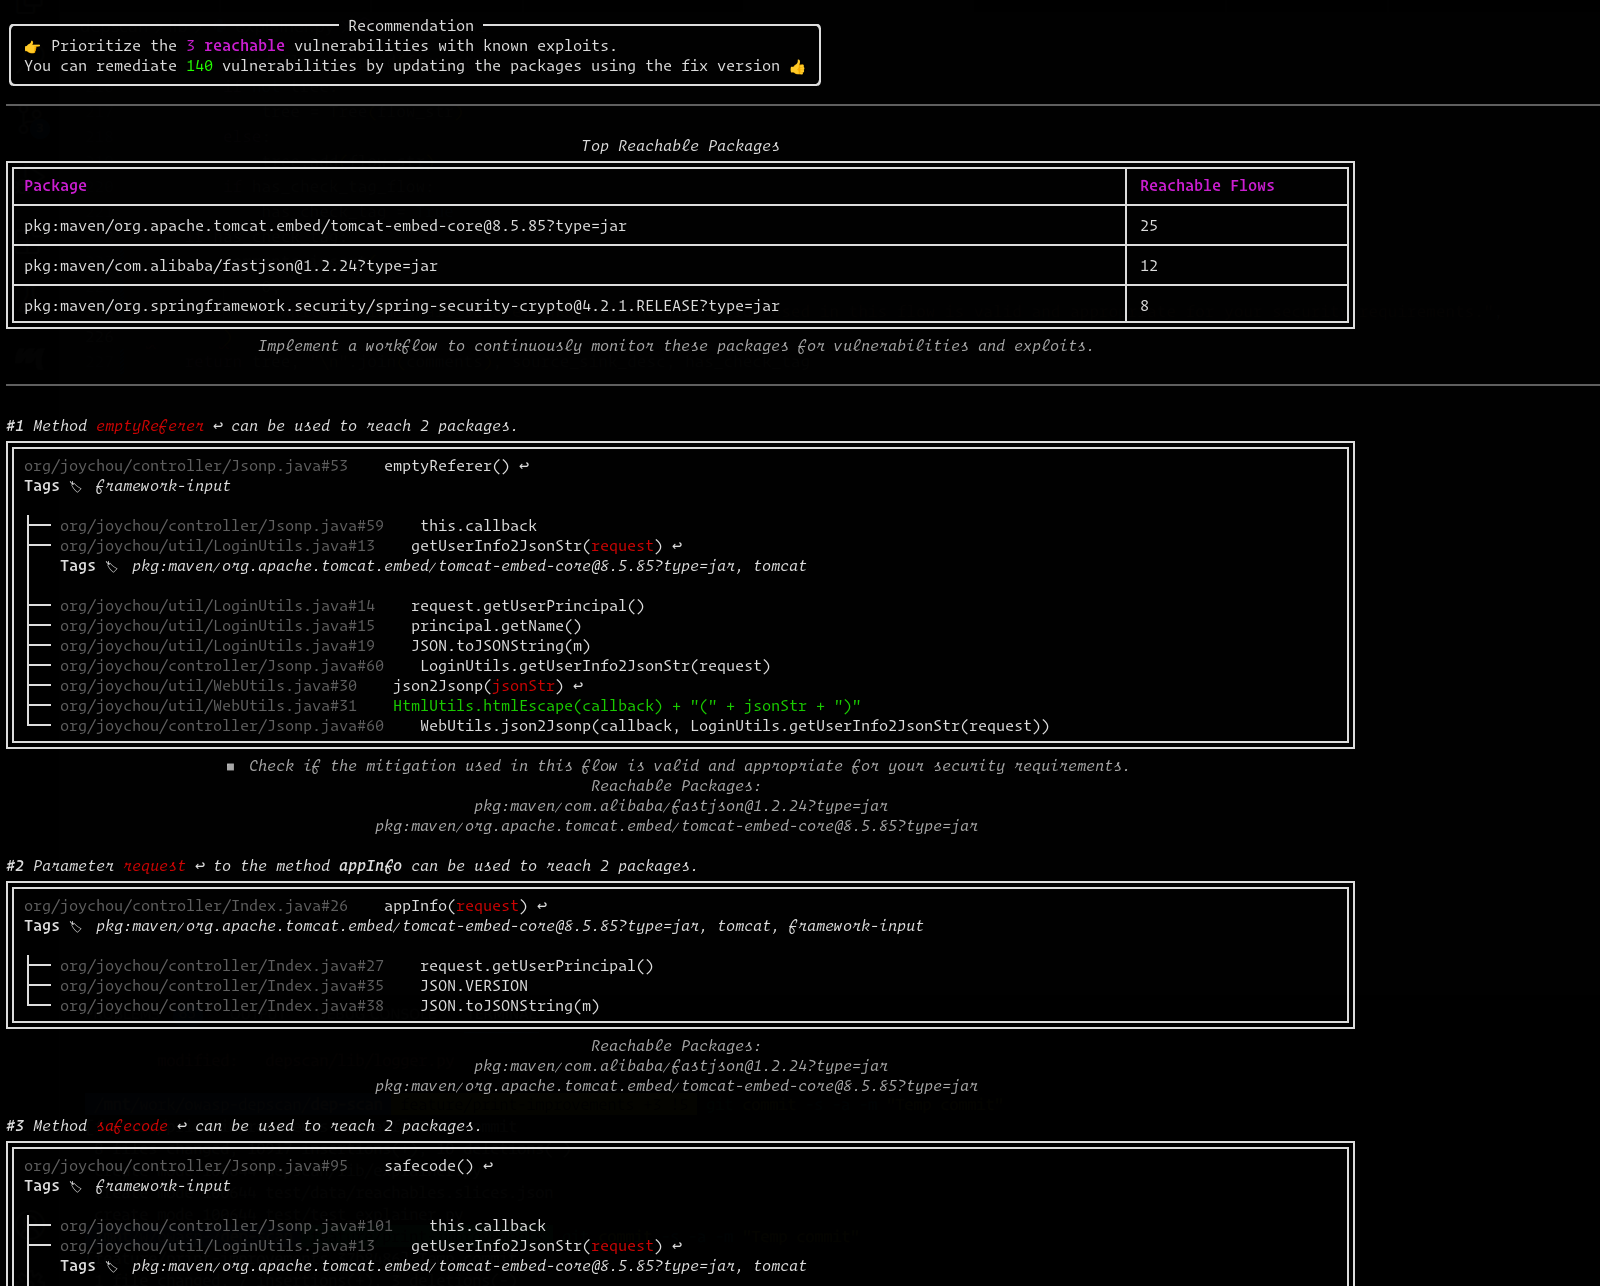 Recommendation
👉 Prioritize the 3 reachable vulnerabilities with known exploits.
You can remediate 140 vulnerabilities by updating the packages using the fix version 👍
Top Reachable Packages
Package Reachable Flows
pkg:maven/org.apache.tomcat.embed/tomcat-embed-core@8.5.85?type=jar 25
pkg:maven/com.alibaba/fastjson@1.2.24?type=jar 12
pkg:maven/org.springframework.security/spring-security-crypto@4.2.1.RELEASE?type=jar 8
Implement a workflow to continuously monitor these packages for vulnerabilities and exploits.
#1 Method emptyReferer ↩ can be used to reach 2 packages.
org/joychou/controller/Jsonp.java#53 emptyReferer() ↩
Tags 🏷 framework-input
org/joychou/controller/Jsonp.java#59 this.callback
org/joychou/util/LoginUtils.java#13 getUserInfo2JsonStr(request) ↩
Tags 🏷 pkg:maven/org.apache.tomcat.embed/tomcat-embed-core@8.5.85?type=jar, tomcat
org/joychou/util/LoginUtils.java#14 request.getUserPrincipal()
org/joychou/util/LoginUtils.java#15 principal.getName()
org/joychou/util/LoginUtils.java#19 JSON.toJSONString(m)
org/joychou/controller/Jsonp.java#60 LoginUtils.getUserInfo2JsonStr(request)
org/joychou/util/WebUtils.java#30 json2Jsonp(jsonStr) ↩
org/joychou/util/WebUtils.java#31 HtmlUtils.htmlEscape(callback) + "(" + jsonStr + ")"
org/joychou/controller/Jsonp.java#60 WebUtils.json2Jsonp(callback, LoginUtils.getUserInfo2JsonStr(request))
■ Check if the mitigation used in this flow is valid and appropriate for your security requirements.
Reachable Packages:
pkg:maven/com.alibaba/fastjson@1.2.24?type=jar
pkg:maven/org.apache.tomcat.embed/tomcat-embed-core@8.5.85?type=jar
#2 Parameter request ↩ to the method appInfo can be used to reach 2 packages.
org/joychou/controller/Index.java#26 appInfo(request) ↩
Tags 🏷 pkg:maven/org.apache.tomcat.embed/tomcat-embed-core@8.5.85?type=jar, tomcat, framework-input
org/joychou/controller/Index.java#27 request.getUserPrincipal()
org/joychou/controller/Index.java#35 JSON.VERSION
org/joychou/controller/Index.java#38 JSON.toJSONString(m)
Reachable Packages:
pkg:maven/com.alibaba/fastjson@1.2.24?type=jar
pkg:maven/org.apache.tomcat.embed/tomcat-embed-core@8.5.85?type=jar
#3 Method safecode ↩ can be used to reach 2 packages.
org/joychou/controller/Jsonp.java#95 safecode() ↩
Tags 🏷 framework-input
org/joychou/controller/Jsonp.java#101 this.callback
org/joychou/util/LoginUtils.java#13 getUserInfo2JsonStr(request) ↩
Tags 🏷 pkg:maven/org.apache.tomcat.embed/tomcat-embed-core@8.5.85?type=jar, tomcat